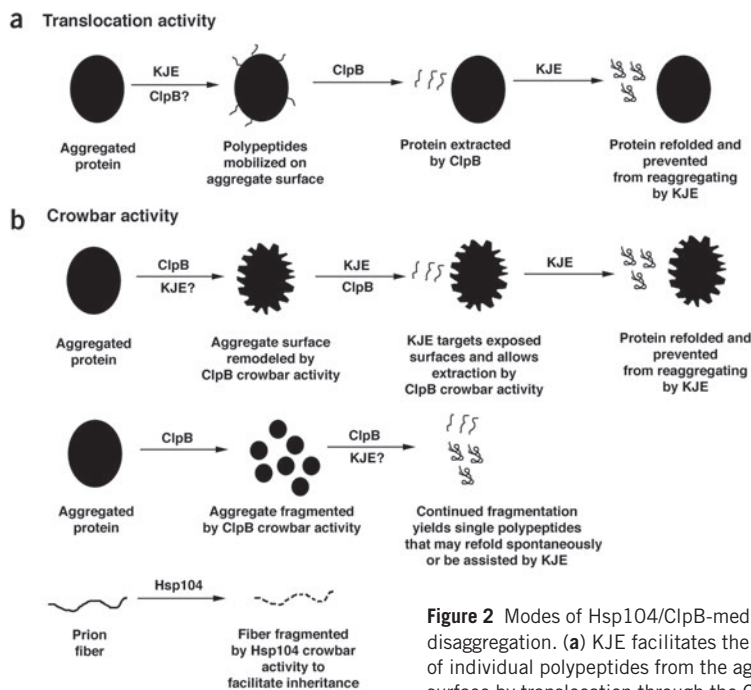 a Translocation activity
KJE
ClpB?
ClpB
KJE
Aggregated
protein
Polypeptides
mobilized on
aggregate surface
Protein extracted
by ClpB
Protein refolded and
prevented
from reaggregating
by KJE
b Crowbar activity
ClpB
KJE?
KJE
ClpB
KJE
Aggregated
protein
Aggregate surface
remodeled by
ClpB crowbar activity
KJE targets exposed
surfaces and allows
extraction by
ClpB crowbar activity
Protein refolded and
prevented
from reaggregating
by KJE
ClpB
ClpB
KJE?
Aggregated
protein
Aggregate fragmented
by ClpB crowbar activity
Continued fragmentation
yields single polypeptides
that may refold spontaneously
or be assisted by KJE
Hsp104
Prion
fiber
Fiber fragmented
by Hsp104 crowbar
activity to
facilitate inheritance
Figure 2 Modes of Hsp104/ClpB-med
disaggregation. (a) KJE facilitates the
of individual polypeptides from the ag